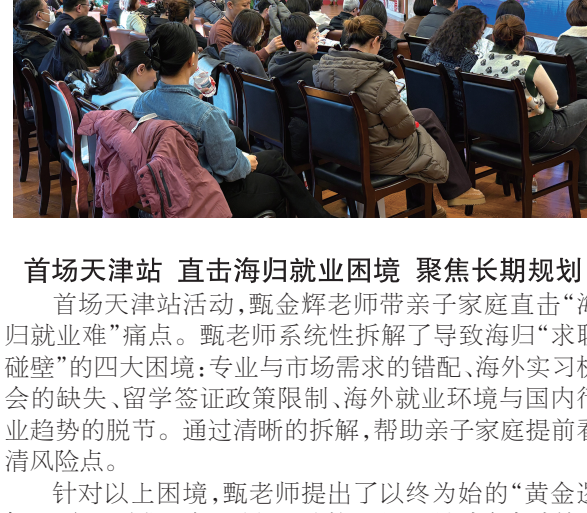 首场天津站 直击海归就业困境 聚焦长期规划
首场天津站活动，甄金辉老师带亲子家庭直击“海
归就业难”痛点。甄老师系统性拆解了导致海归“求职
碰壁”的四大困境：专业与市场需求的错配、海外实习机
会的缺失、留学签证政策限制、海外就业环境与国内行
业趋势的脱节。通过清晰的拆解，帮助亲子家庭提前看
清风险点。
针对以上困境，甄老师提出了以终为始的“黄金选